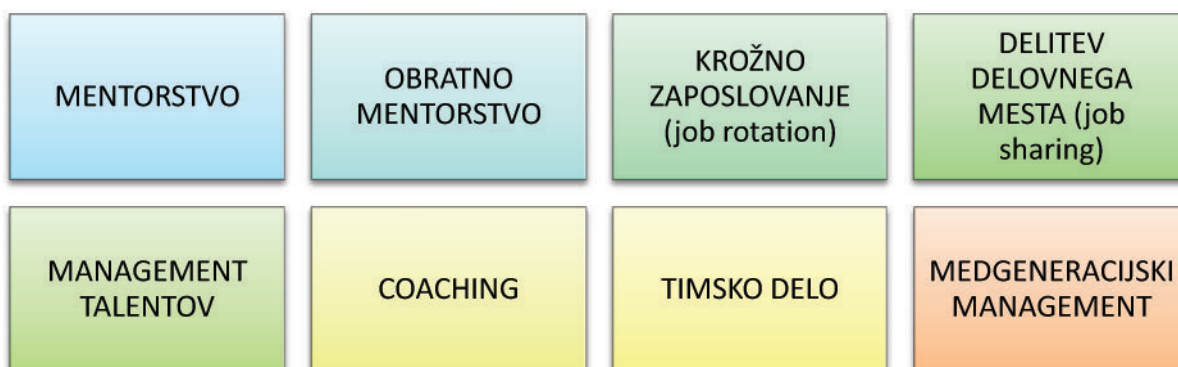 MENTORSTVO
OBRATNO
MENTORSTVO
KROŽNO
ZAPOSLOVANJE
(job rotation)
DELITEV
DELOVNEGA
MESTA (job
sharing)
MANAGEMENT
TALENTOV
COACHING
TIMSKO DELO
MEDGENERACIJSKI
MANAGEMENT